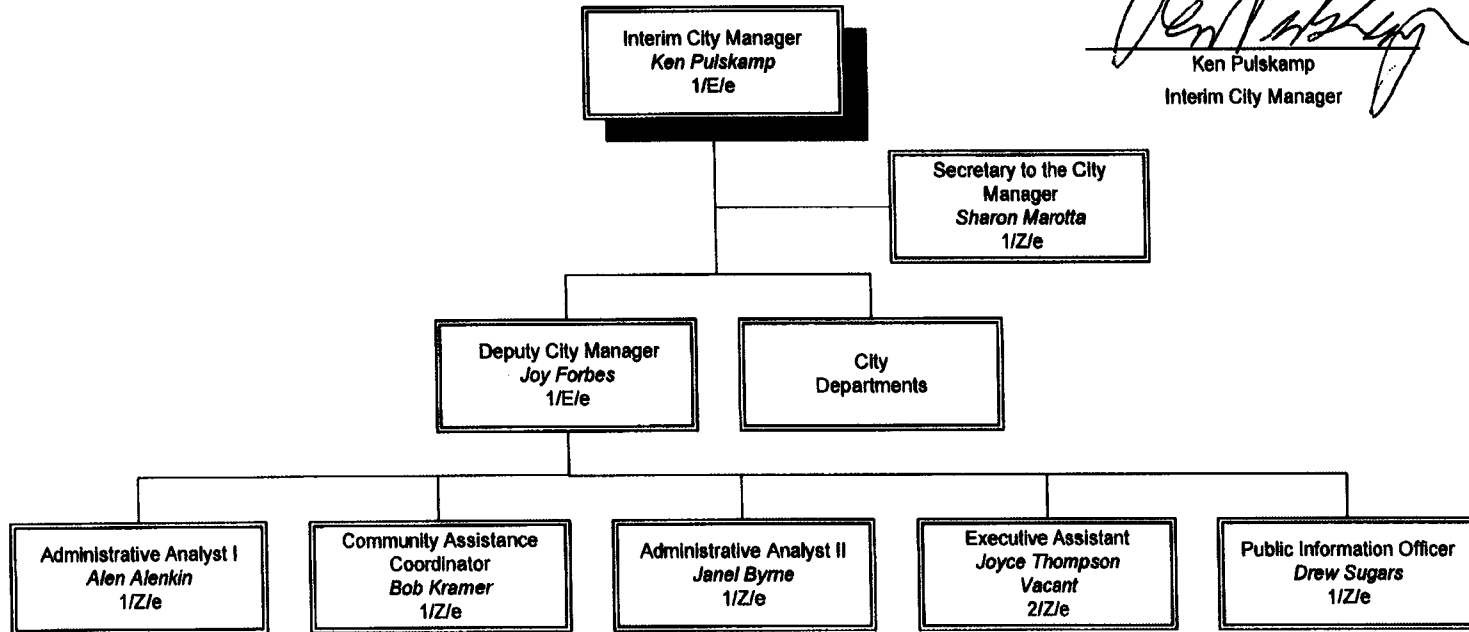 Interim City Manager
Ken Pulskamp
1/E/e
Ken Pulskamp
Ken Pulskamp
Interim City Manager
Secretary to the City
Manager
Sharon Marotta
1/Z/e
Deputy City Manager
Joy Forbes
1/E/e
City
Departments
Administrative Analyst I
Alen Alenkin
1/Z/e
Community Assistance
Coordinator
Bob Kramer
1/Z/e
Administrative Analyst II
Janel Byrne
1/Z/e
Executive Assistant
Joyce Thompson
Vacant
2/Z/e
Public Information Officer
Drew Sugars
1/Z/e